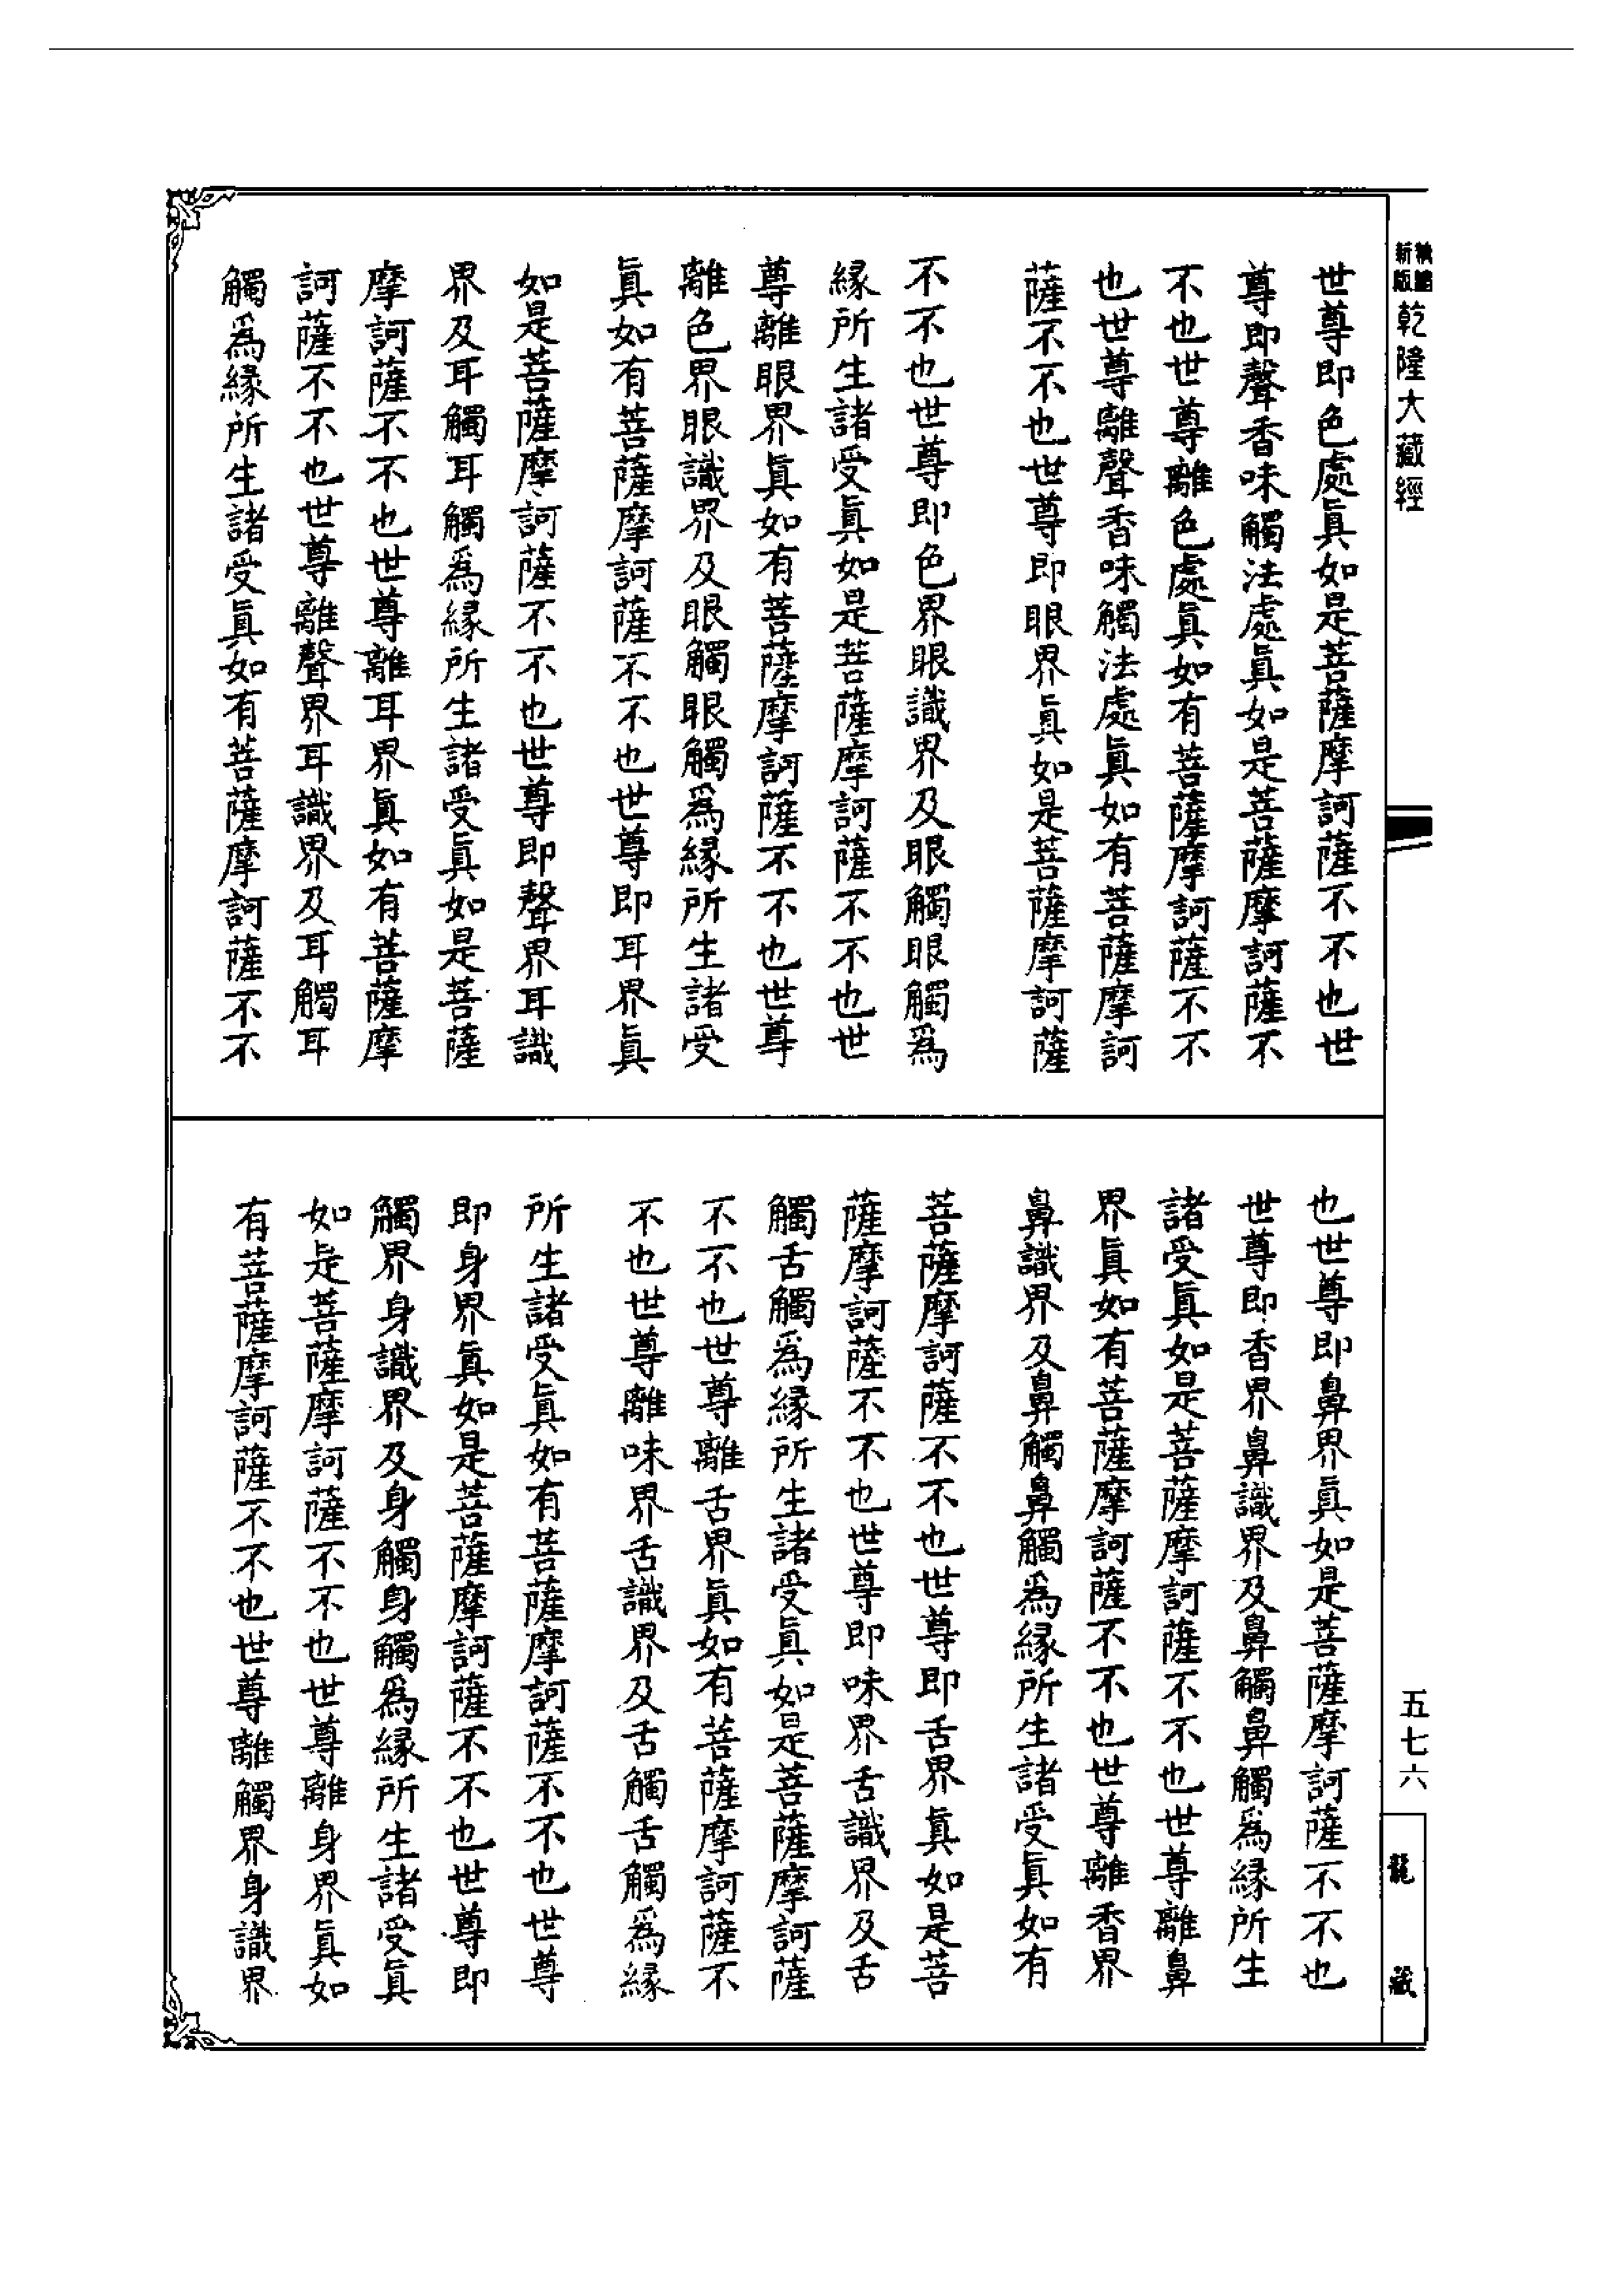 新版
乾隆大藏經
世尊即色處眞如是菩薩摩訶薩不不也世
尊即聲香味觸法處眞如是菩薩摩訶薩不
不也世尊離色處眞如有菩薩摩訶薩不不
也世尊離聲香味觸法處眞如有菩薩摩訶
薩不不也世尊即眼界眞如是菩薩摩訶薩
不不也世尊即色界眼識界及眼觸眼觸爲
緣所生諸受眞如是菩薩摩訶薩不不也世
尊離眼界眞如有菩薩摩訶薩不不也世尊
離色界眼識界及眼觸眼觸爲緣所生諸受
眞如有菩薩摩訶薩不不也世尊即耳界眞
如是菩薩摩訶薩不不也世尊即聲界耳識
界及耳觸耳觸爲緣所生諸受眞如是菩薩
摩訶薩不不也世尊離耳界眞如有菩薩摩
訶薩不不也世尊離聲界耳識界及耳觸耳
觸爲緣所生諸受眞如有菩薩摩訶薩不不
也世尊即鼻界眞如是菩薩摩訶薩不不也
世尊即香界鼻識界及鼻觸鼻觸爲緣所生
諸受眞如是菩薩摩訶薩不不也世尊離鼻
界眞如有菩薩摩訶薩不不也世尊離香界
鼻識界及鼻觸鼻觸爲緣所生諸受眞如有
菩薩摩訶薩不不也世尊即舌界眞如是菩
薩摩訶薩不不也世尊即味界舌識界及舌
觸舌觸爲緣所生諸受眞如是菩薩摩訶薩
不不也世尊離舌界眞如有菩薩摩訶薩不
不也世尊離味界舌識界及舌觸舌觸爲緣
所生諸受眞如有菩薩摩訶薩不不也世尊
即身界眞如是菩薩摩訶薩不不也世尊即
觸界身識界及身觸身觸爲緣所生諸受眞
如是菩薩摩訶薩不不也世尊離身界眞如
有菩薩摩訶薩不不也世尊離觸界身識界
五七六
龍藏